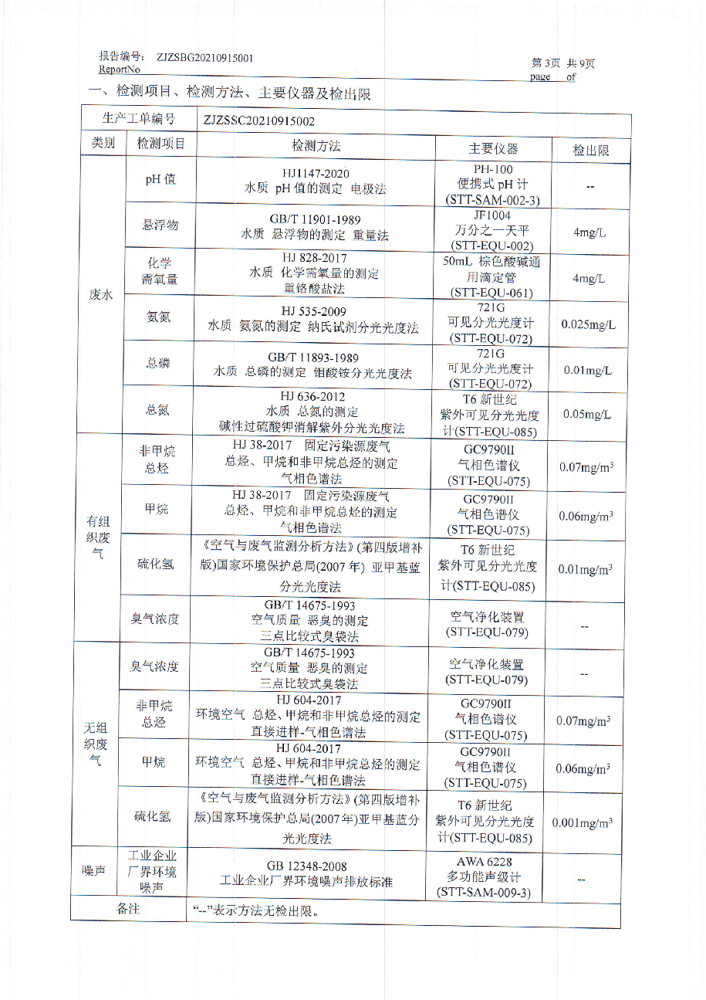 报告编号： ZJZSBG20210915001
ReportNo
第 3页 共 9页
page of
一、检测项目、检测方法、主要仪器及检出限
生产工单编号 ZJZSSC20210915002
类别 检测项目 检测方法 主要仪器 检出限
废水
pH 值
HJ1147-2020
水质 pH 值的测定 电极法
PH-100
便携式 pH 计
(STT-SAM-002-3)
--
悬浮物
GB/T 11901-1989
水质 悬浮物的测定 重量法
JF1004
万分之一天平
(STT-EQU-002)
4mg/L
化学
需氧量
HJ 828-2017
水质 化学需氧量的测定
重铬酸盐法
50mL 棕色酸碱通
用滴定管
(STT-EQU-061)
4mg/L
氨氮
HJ 535-2009
水质 氨氮的测定 纳氏试剂分光光度法
721G
可见分光光度计
(STT-EQU-072)
0.025mg/L
总磷
GB/T 11893-1989
水质 总磷的测定 钼酸铵分光光度法
721G
可见分光光度计
(STT-EQU-072)
0.01mg/L
总氮
HJ 636-2012
水质 总氮的测定
碱性过硫酸钾消解紫外分光光度法
T6 新世纪
紫外可见分光光度
计(STT-EQU-085)
0.05mg/L
有组
织废
气
非甲烷
总烃
HJ 38-2017 固定污染源废气
总烃、甲烷和非甲烷总烃的测定
气相色谱法
GC9790II
气相色谱仪
(STT-EQU-075)
0.07mg/m³
甲烷
HJ 38-2017 固定污染源废气
总烃、甲烷和非甲烷总烃的测定
气相色谱法
GC9790II
气相色谱仪
(STT-EQU-075)
0.06mg/m³
硫化氢
《空气与废气监测分析方法》(第四版增补
版)国家环境保护总局(2007 年) 亚甲基蓝
分光光度法
T6 新世纪
紫外可见分光光度
计(STT-EQU-085)
0.01mg/m³
臭气浓度
GB/T 14675-1993
空气质量 恶臭的测定
三点比较式臭袋法
空气净化装置
(STT-EQU-079)
--
无组
织废
气
臭气浓度
GB/T 14675-1993
空气质量 恶臭的测定
三点比较式臭袋法
空气净化装置
(STT-EQU-079)
--
非甲烷
总烃
HJ 604-2017
环境空气 总烃、甲烷和非甲烷总烃的测定
直接进样-气相色谱法
GC9790II
气相色谱仪
(STT-EQU-075)
0.07mg/m³
甲烷
HJ 604-2017
环境空气 总烃、甲烷和非甲烷总烃的测定
直接进样-气相色谱法
GC9790II
气相色谱仪
(STT-EQU-075)
0.06mg/m³
硫化氢
《空气与废气监测分析方法》(第四版增补
版)国家环境保护总局(2007年)亚甲基蓝分
光光度法
T6 新世纪
紫外可见分光光度
计(STT-EQU-085)
0.001mg/m³
噪声
工业企业
厂界环境
噪声
GB 12348-2008
工业企业厂界环境噪声排放标准
AWA 6228
多功能声级计
(STT-SAM-009-3)
--
备注 “--”表示方法无检出限。